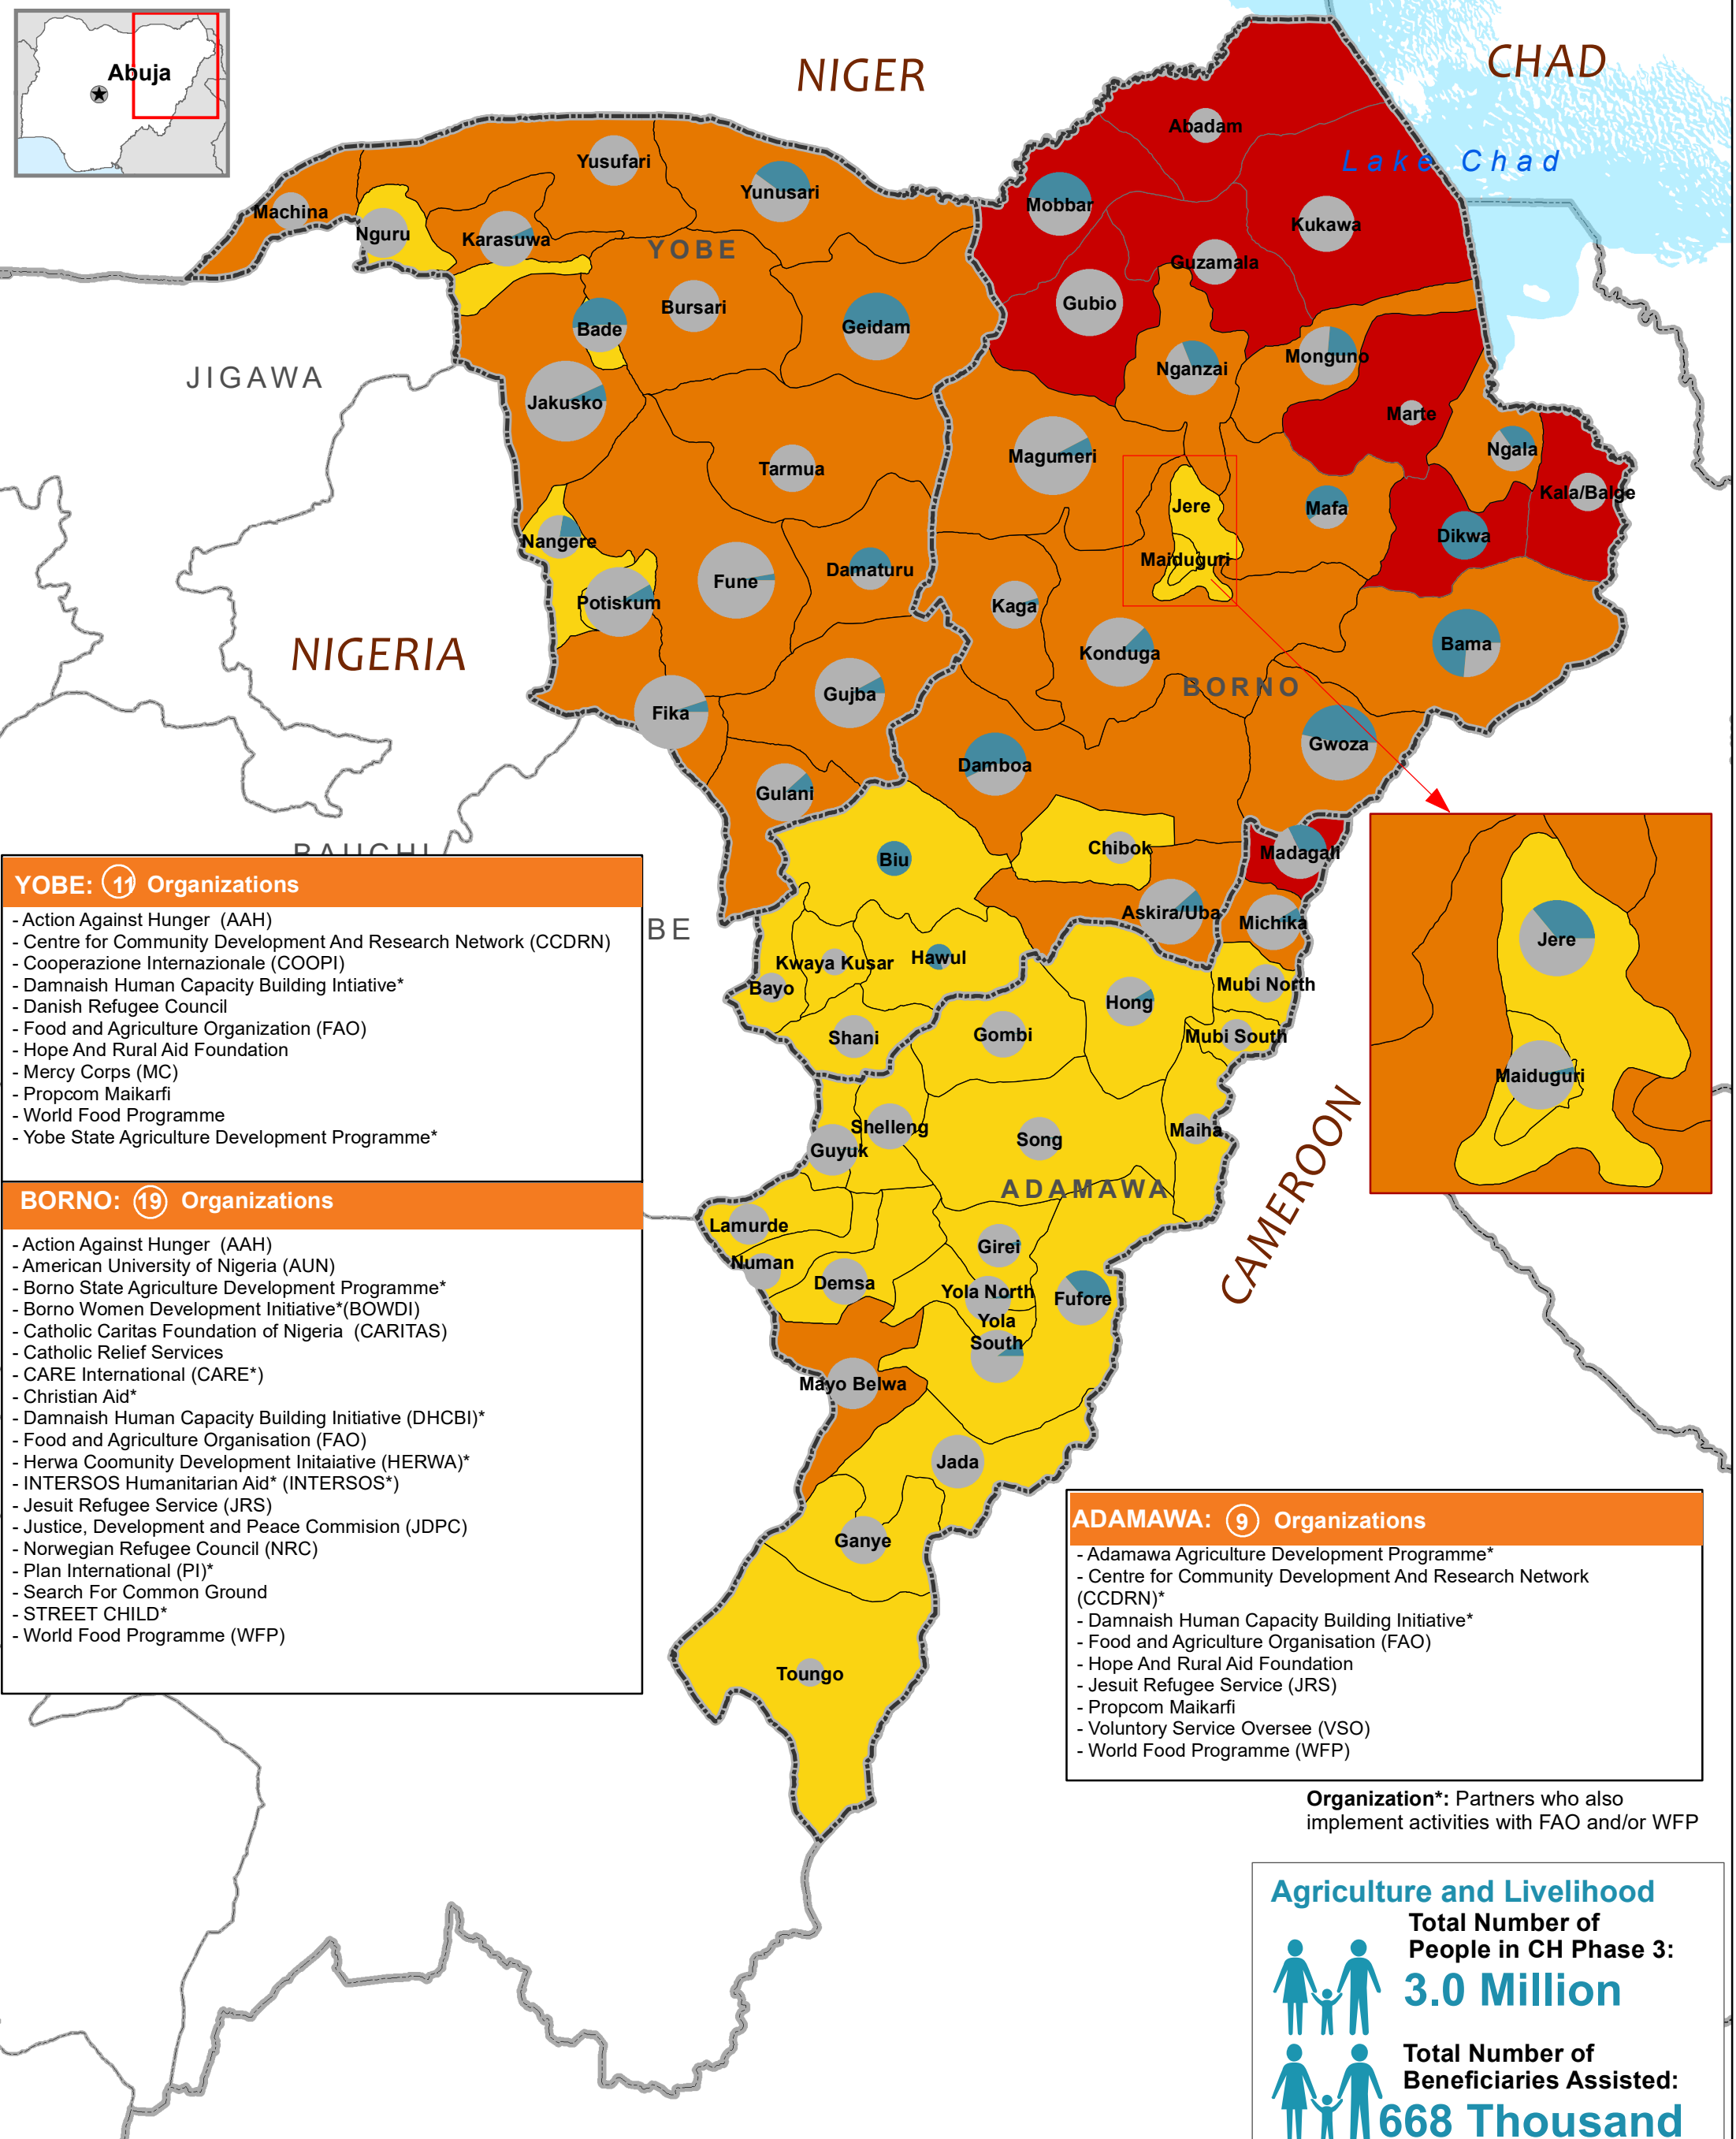 Abuja
NIGER
CHAD
Lake Chad
Abadam
Yusufari
Yunusari
Mobbar
Machina
Nguru
Karasuwa
YOBE
Kukawa
Guzamala
Bursari
Gubio
Bade
Geidam
JIGAWA
Nganzai
Monguno
Jakusko
Marte
Magumeri
Ngala
Tarmua
Kala/Balge
Jere
Mafa
Nangere
Dikwa
Maiduguri
Fune
Damaturu
Potiskum
Kaga
NIGERIA
Konduga
Bama
BORNO
Gujba
Fika
Gwoza
Damboa
Gulani
BAUCHI
Chibok
Madagali
Biu
Askira/Uba
Michika
BE
Jere
Hawul
Kwaya Kusar
Bayo
Mubi North
Hong
Shani
Gombi
Mubi South
Maiduguri
Shelleng
Guyuk
Song
Maiha
CAMEROON
ADAMAWA
Lamurde
Girei
Numan
Demsa
Yola North
Fufore
Yola
South
Mayo Belwa
Jada
Ganye
Toungo
YOBE: 11 Organizations
- Action Against Hunger (AAH)
- Centre for Community Development And Research Network (CCDRN)
- Cooperazione Internazionale (COOPI)
- Damnaish Human Capacity Building Intiative*
- Danish Refugee Council
- Food and Agriculture Organization (FAO)
- Hope And Rural Aid Foundation
- Mercy Corps (MC)
- Propcom Maikarfi
- World Food Programme
- Yobe State Agriculture Development Programme*
BORNO: 19 Organizations
- Action Against Hunger (AAH)
- American University of Nigeria (AUN)
- Borno State Agriculture Development Programme*
- Borno Women Development Initiative*(BOWDI)
- Catholic Caritas Foundation of Nigeria (CARITAS)
- Catholic Relief Services
- CARE International (CARE*)
- Christian Aid*
- Damnaish Human Capacity Building Initiative (DHCBI)*
- Food and Agriculture Organisation (FAO)
- Herwa Coomunity Development Initaiative (HERWA)*
- INTERSOS Humanitarian Aid* (INTERSOS*)
- Jesuit Refugee Service (JRS)
- Justice, Development and Peace Commision (JDPC)
- Norwegian Refugee Council (NRC)
- Plan International (PI)*
- Search For Common Ground
- STREET CHILD*
- World Food Programme (WFP)
ADAMAWA: 9 Organizations
- Adamawa Agriculture Development Programme*
- Centre for Community Development And Research Network
(CCDRN)*
- Damnaish Human Capacity Building Initiative*
- Food and Agriculture Organisation (FAO)
- Hope And Rural Aid Foundation
- Jesuit Refugee Service (JRS)
- Propcom Maikarfi
- Voluntory Service Oversee (VSO)
- World Food Programme (WFP)
Organization*: Partners who also
implement activities with FAO and/or WFP
Agriculture and Livelihood
Total Number of
People in CH Phase 3:
3.0 Million
Total Number of
Beneficiaries Assisted:
668 Thousand